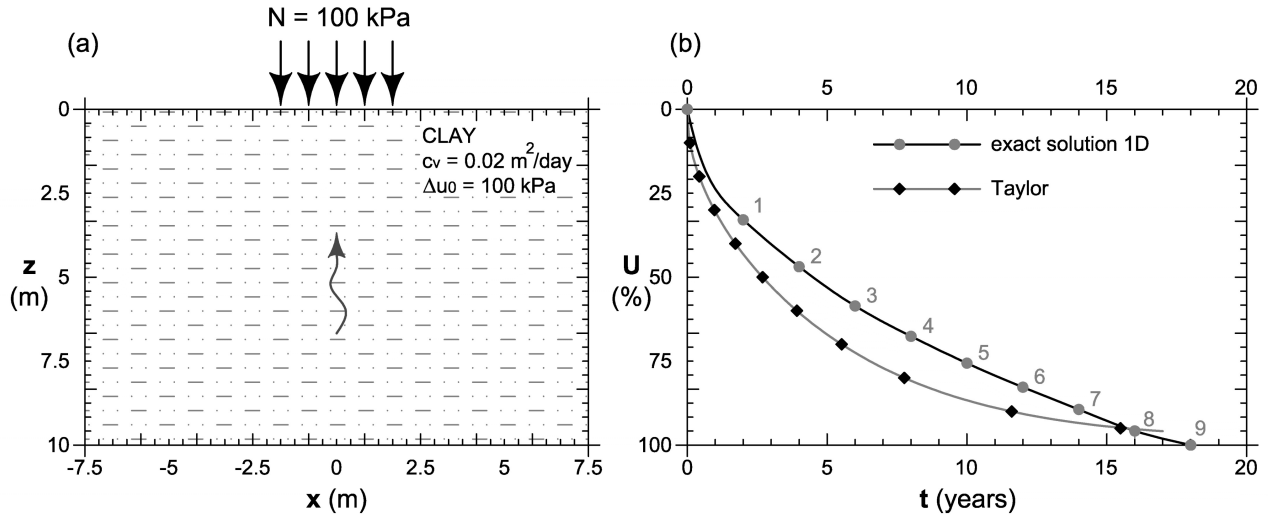 (a)
N = 100 kPa
CLAY
cv = 0.02 m²/day
Δu0 = 100 kPa
0
2.5
5
7.5
10
z
(m)
-7.5 -5 -2.5 0 2.5 5 7.5
x (m)
(b)
0 5 10 15 20
exact solution 1D
Taylor
0
25
50
75
100
U
(%)
1
2
3
4
5
6
7
8
9
0 5 10 15 20
t (years)